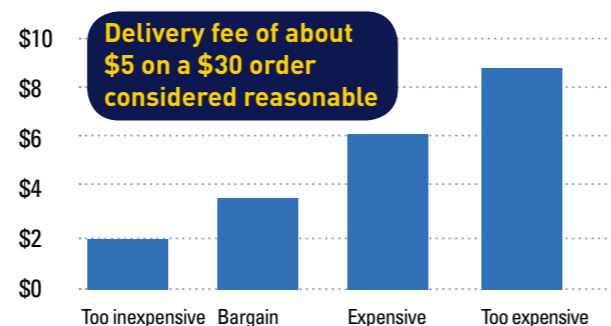 Delivery fee of about
$5 on a $30 order
considered reasonable
$10
$8
$6
$4
$2
$0
Too inexpensive
Bargain
Expensive
Too expensive